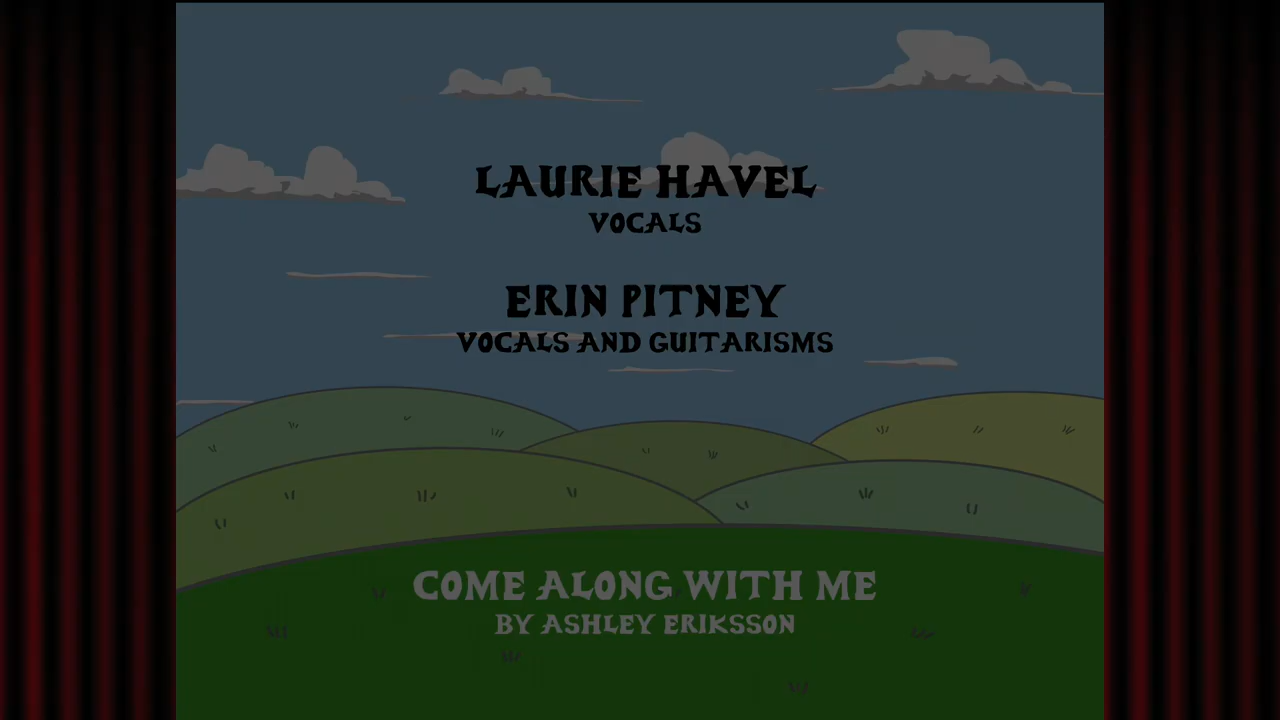 LAURIE HAVEL
VOCALS
ERIN PITNEY
VOCALS AND GUITARISMS
COME ALONG WITH ME
BY ASHLEY ERIKSSON